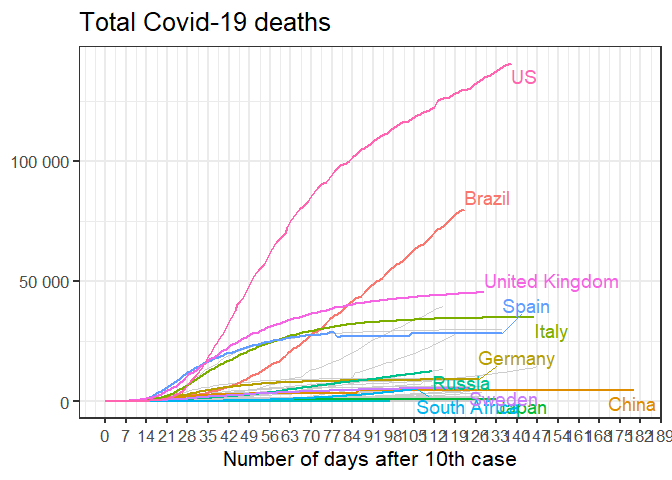 Total Covid-19 deaths
US
100 000
Brazil
50 000
United Kingdom
Spain
Italy
Germany
Russia
Sweden
South Africa
Japan
China
0
0 7 14 21 28 35 42 49 56 63 70 77 84 91 98 105 112 119 126 133 140 147 154 161 168 175 182 189
Number of days after 10th case